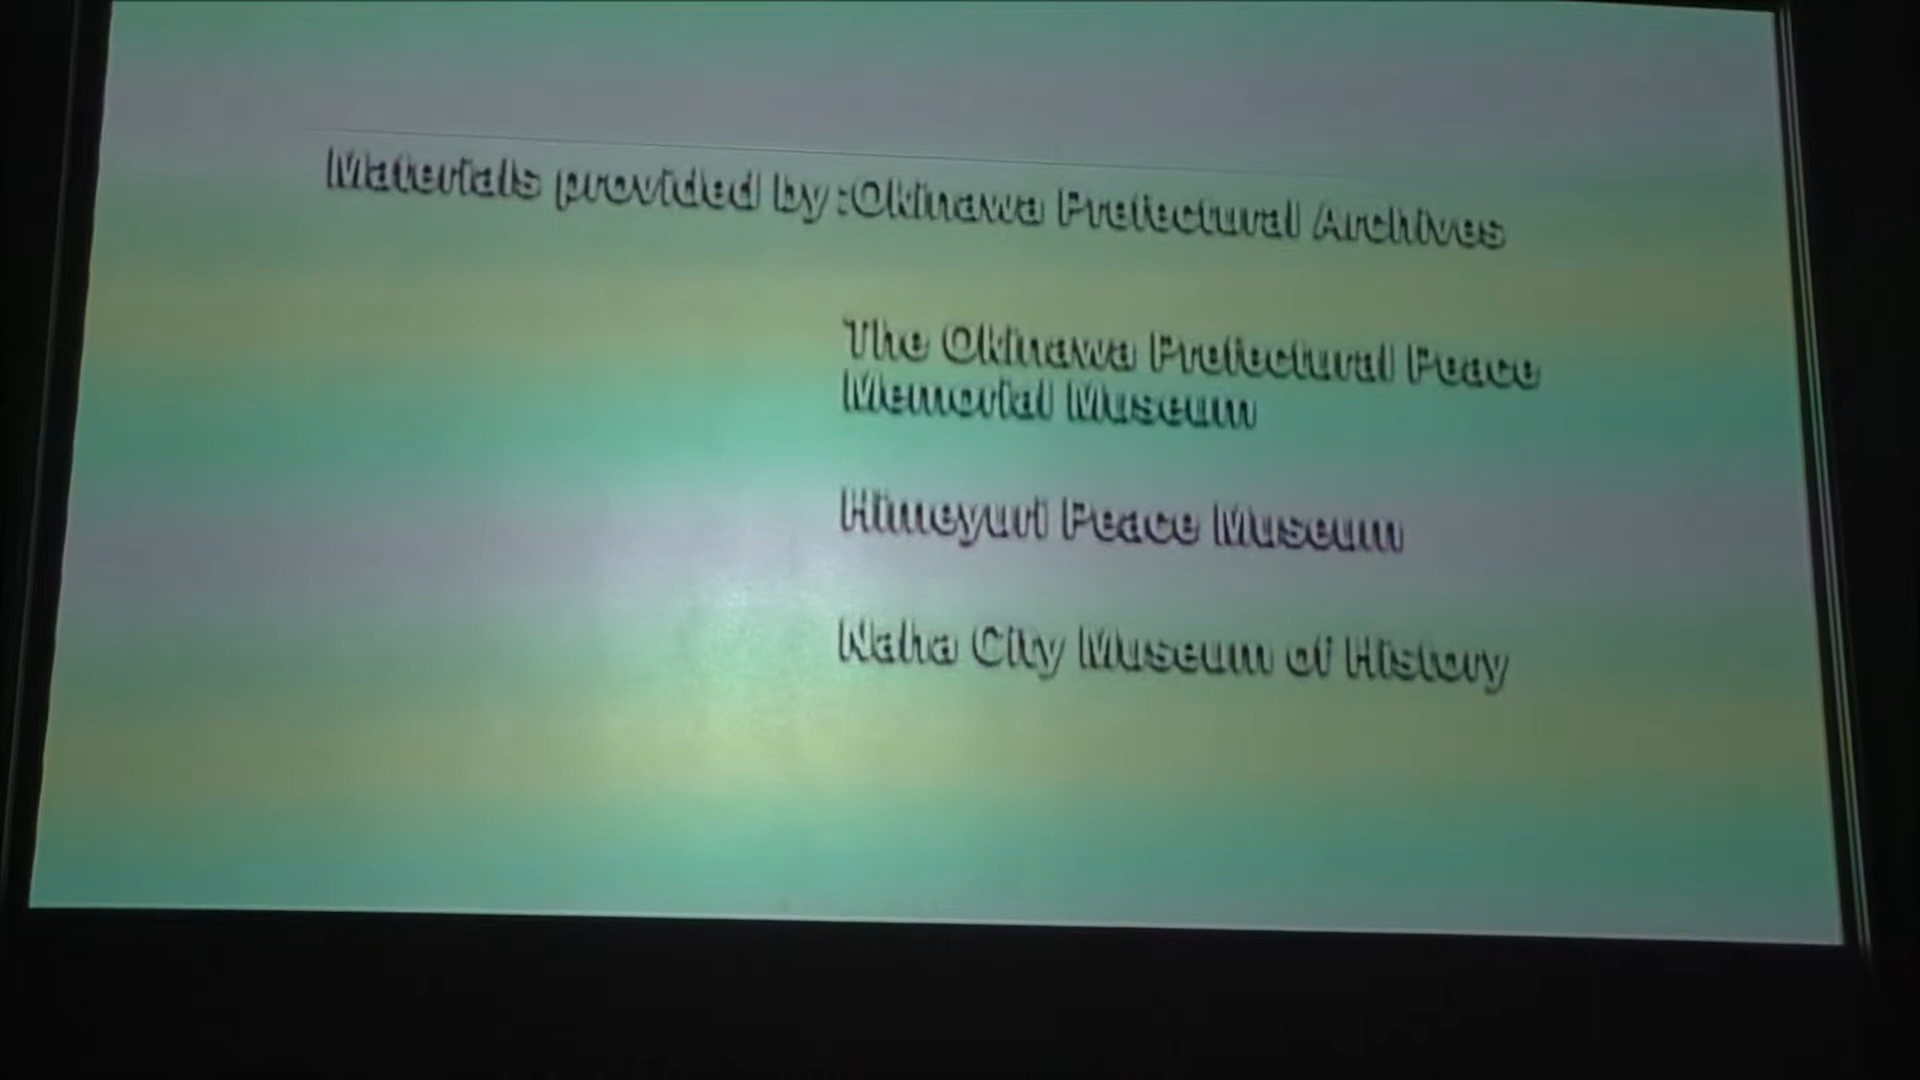 Materials provided by :Okinawa Prefectural Archives
The Okinawa Prefectural Peace
Memorial Museum
Himeyuri Peace Museum
Naha City Museum of History